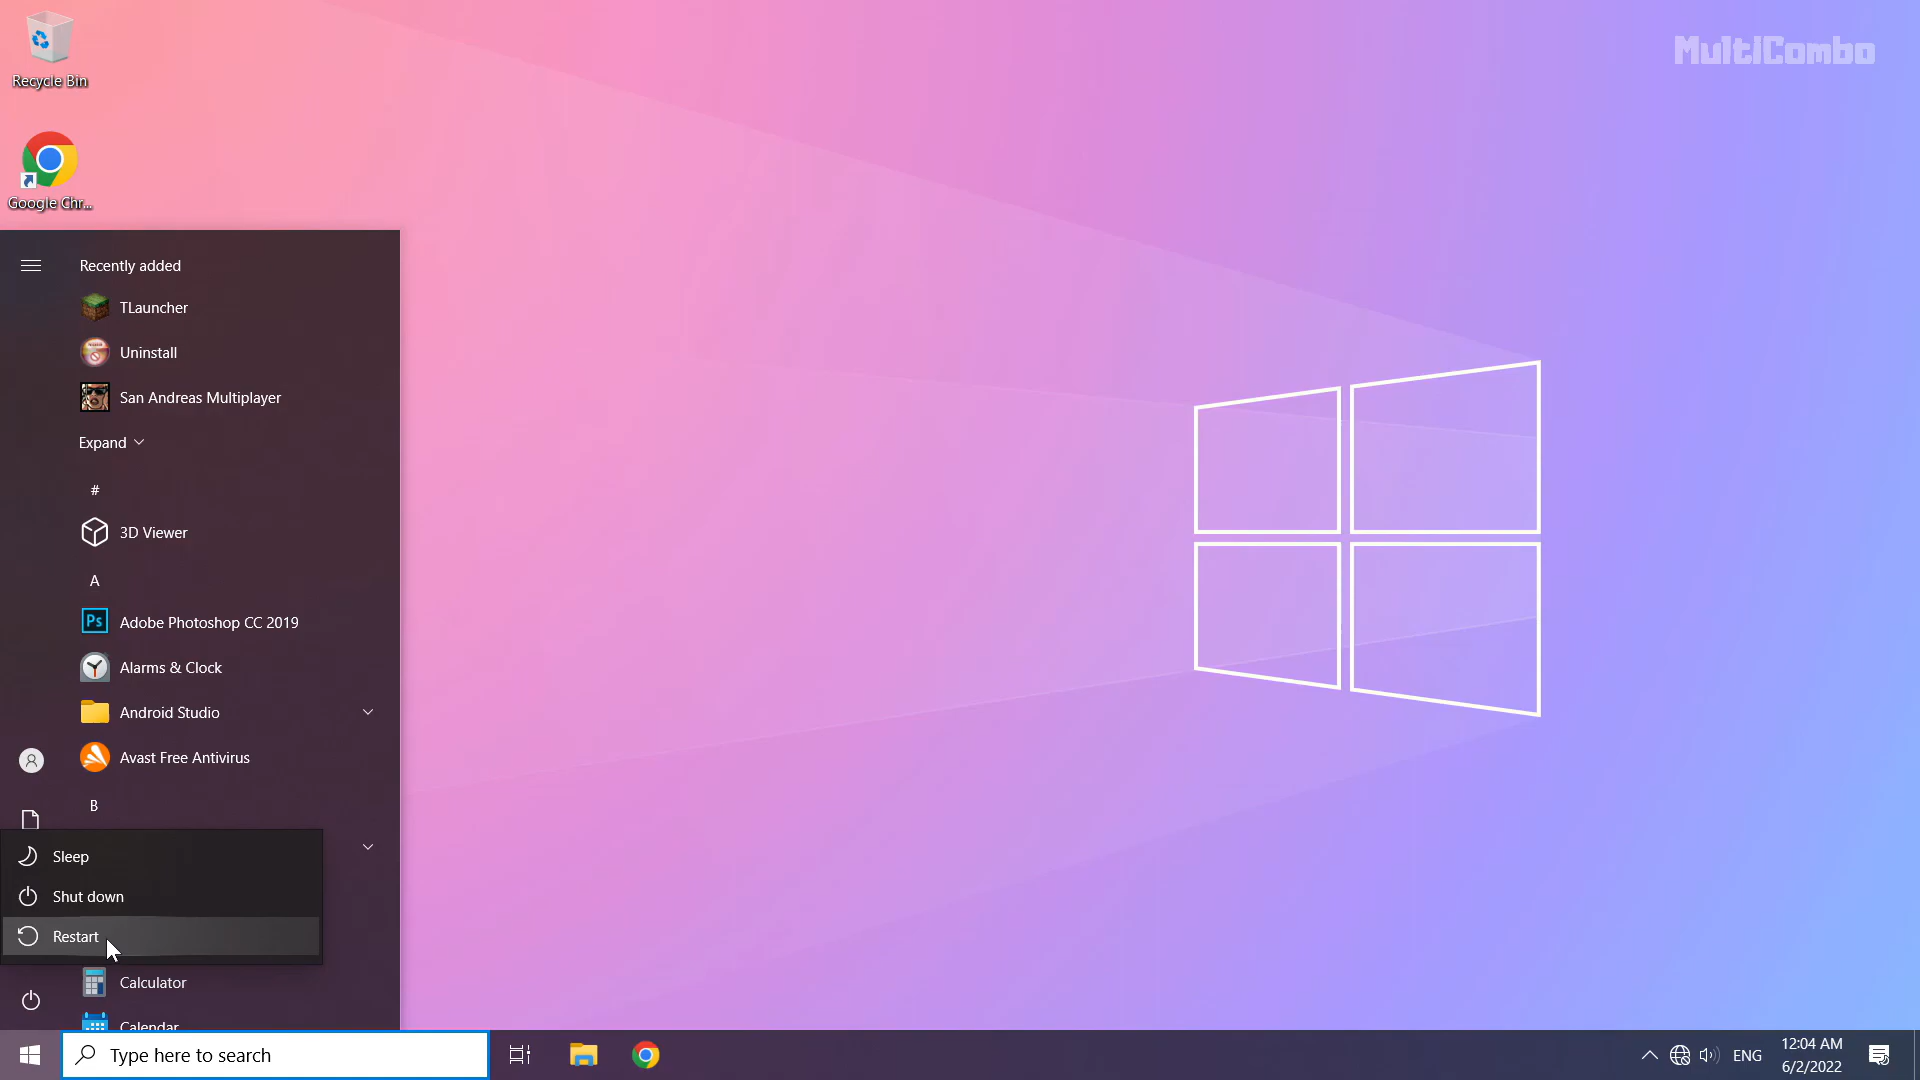 MultiCombo
Recycle Bin
Google Chr...
Recently added
TLauncher
Uninstall
San Andreas Multiplayer
Expand
#
3D Viewer
A
Ps
Adobe Photoshop CC 2019
Alarms & Clock
Android Studio
Avast Free Antivirus
B
Sleep
Shut down
Restart
Calculator
Calendar
Type here to search
ENG
12:04 AM
6/2/2022